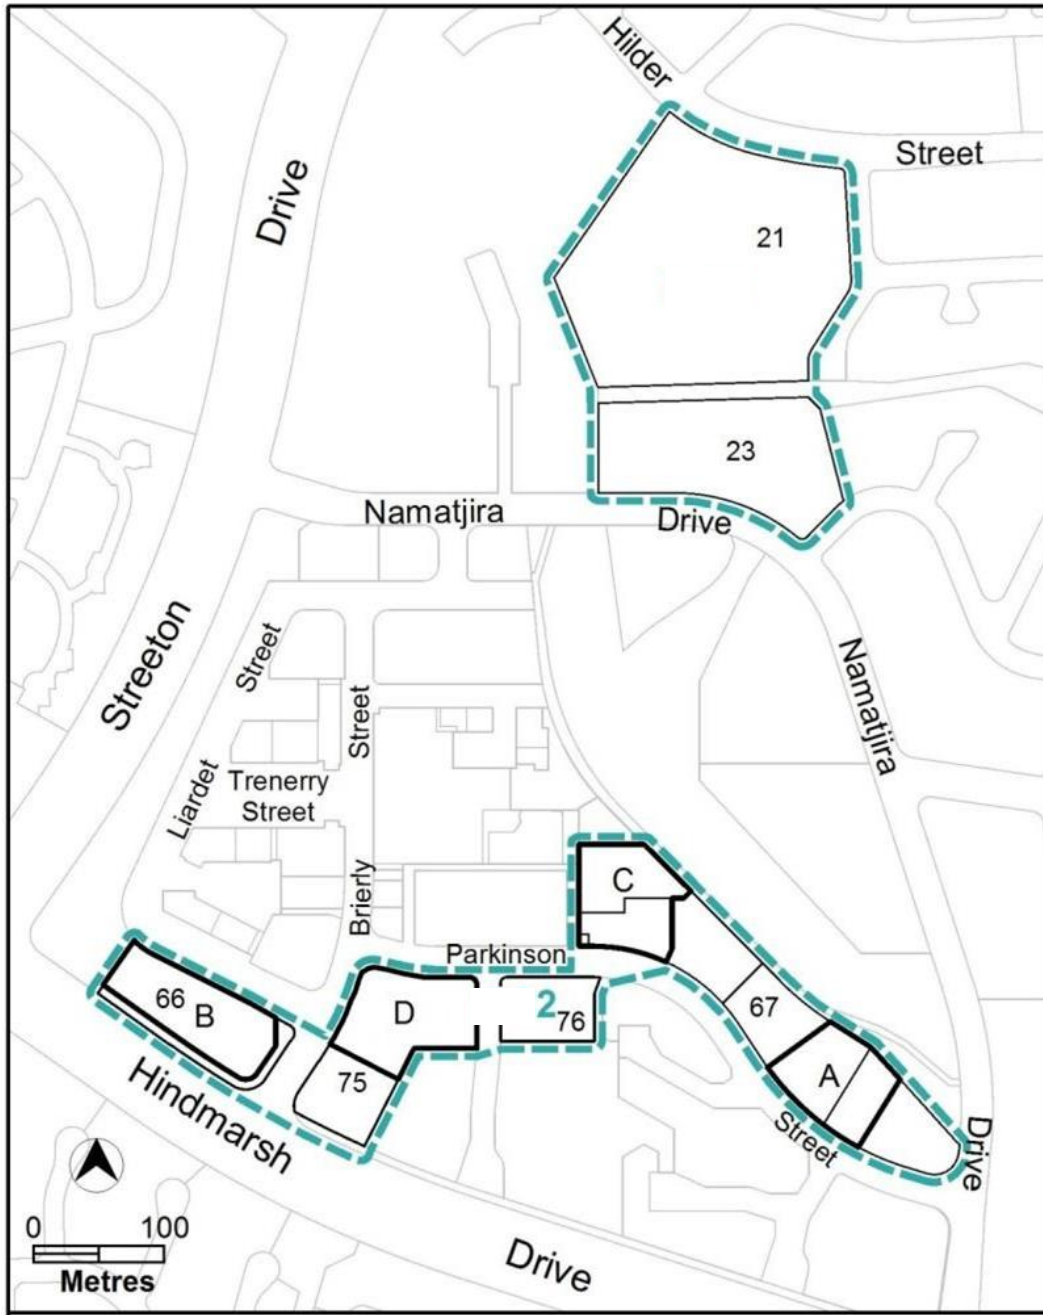 Hilder
Street
Drive
21
23
Namatjira
Drive
Street
Streeton
Namatjira
Street
Liardet
Trenerry
Street
Brierly
C
Parkinson
66
B
D
2
76
67
75
A
Street
Hindmarsh
Drive
0
100
Metres
Drive